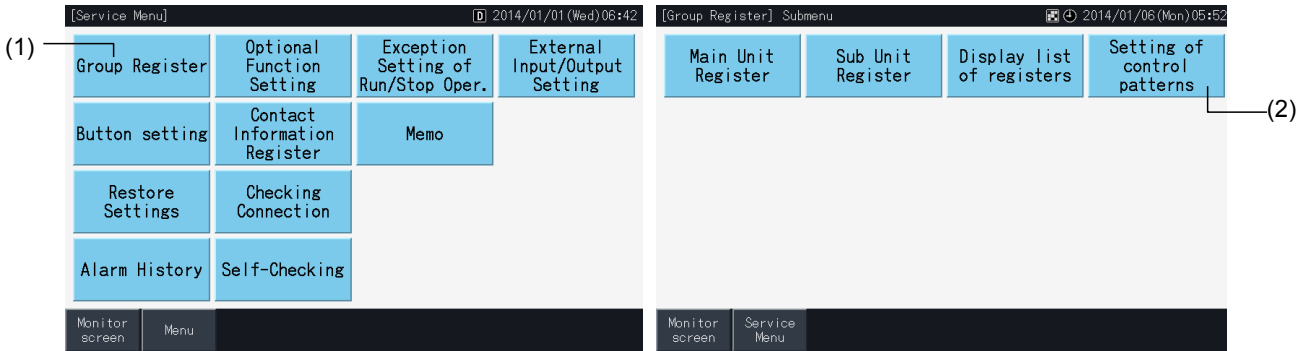 [Service Menu]
D 2014/01/01(Wed)06:42
(1)
Group Register
Optional
Function
Setting
Exception
Setting of
Run/Stop Oper.
External
Input/Output
Setting
Button setting
Contact
Information
Register
Memo
Restore
Settings
Checking
Connection
Alarm History
Self-Checking
Monitor
screen
Menu
[Group Register] Submenu
2014/01/06(Mon)05:52
Main Unit
Register
Sub Unit
Register
Display list
of registers
Setting of
control
patterns
(2)
Monitor
screen
Service
Menu